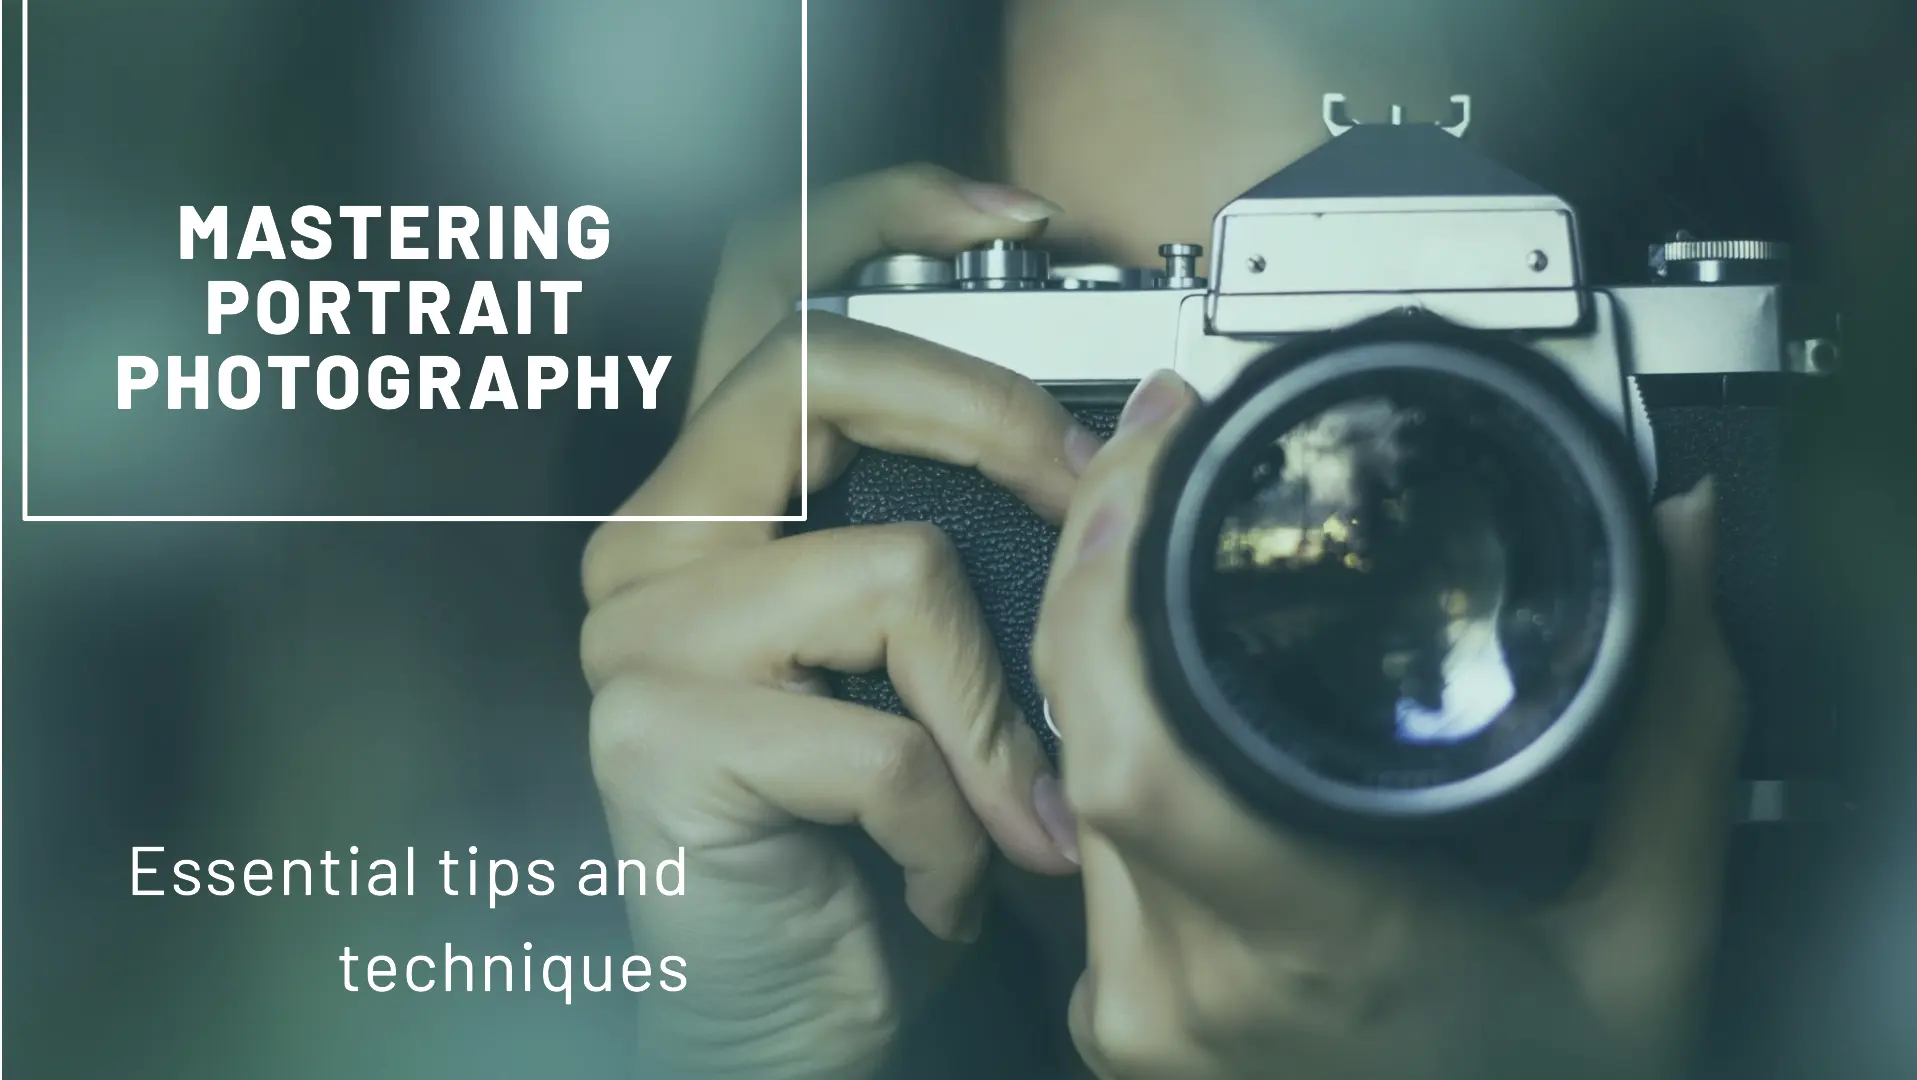 MASTERING
PORTRAIT
PHOTOGRAPHY
Essential tips and
techniques